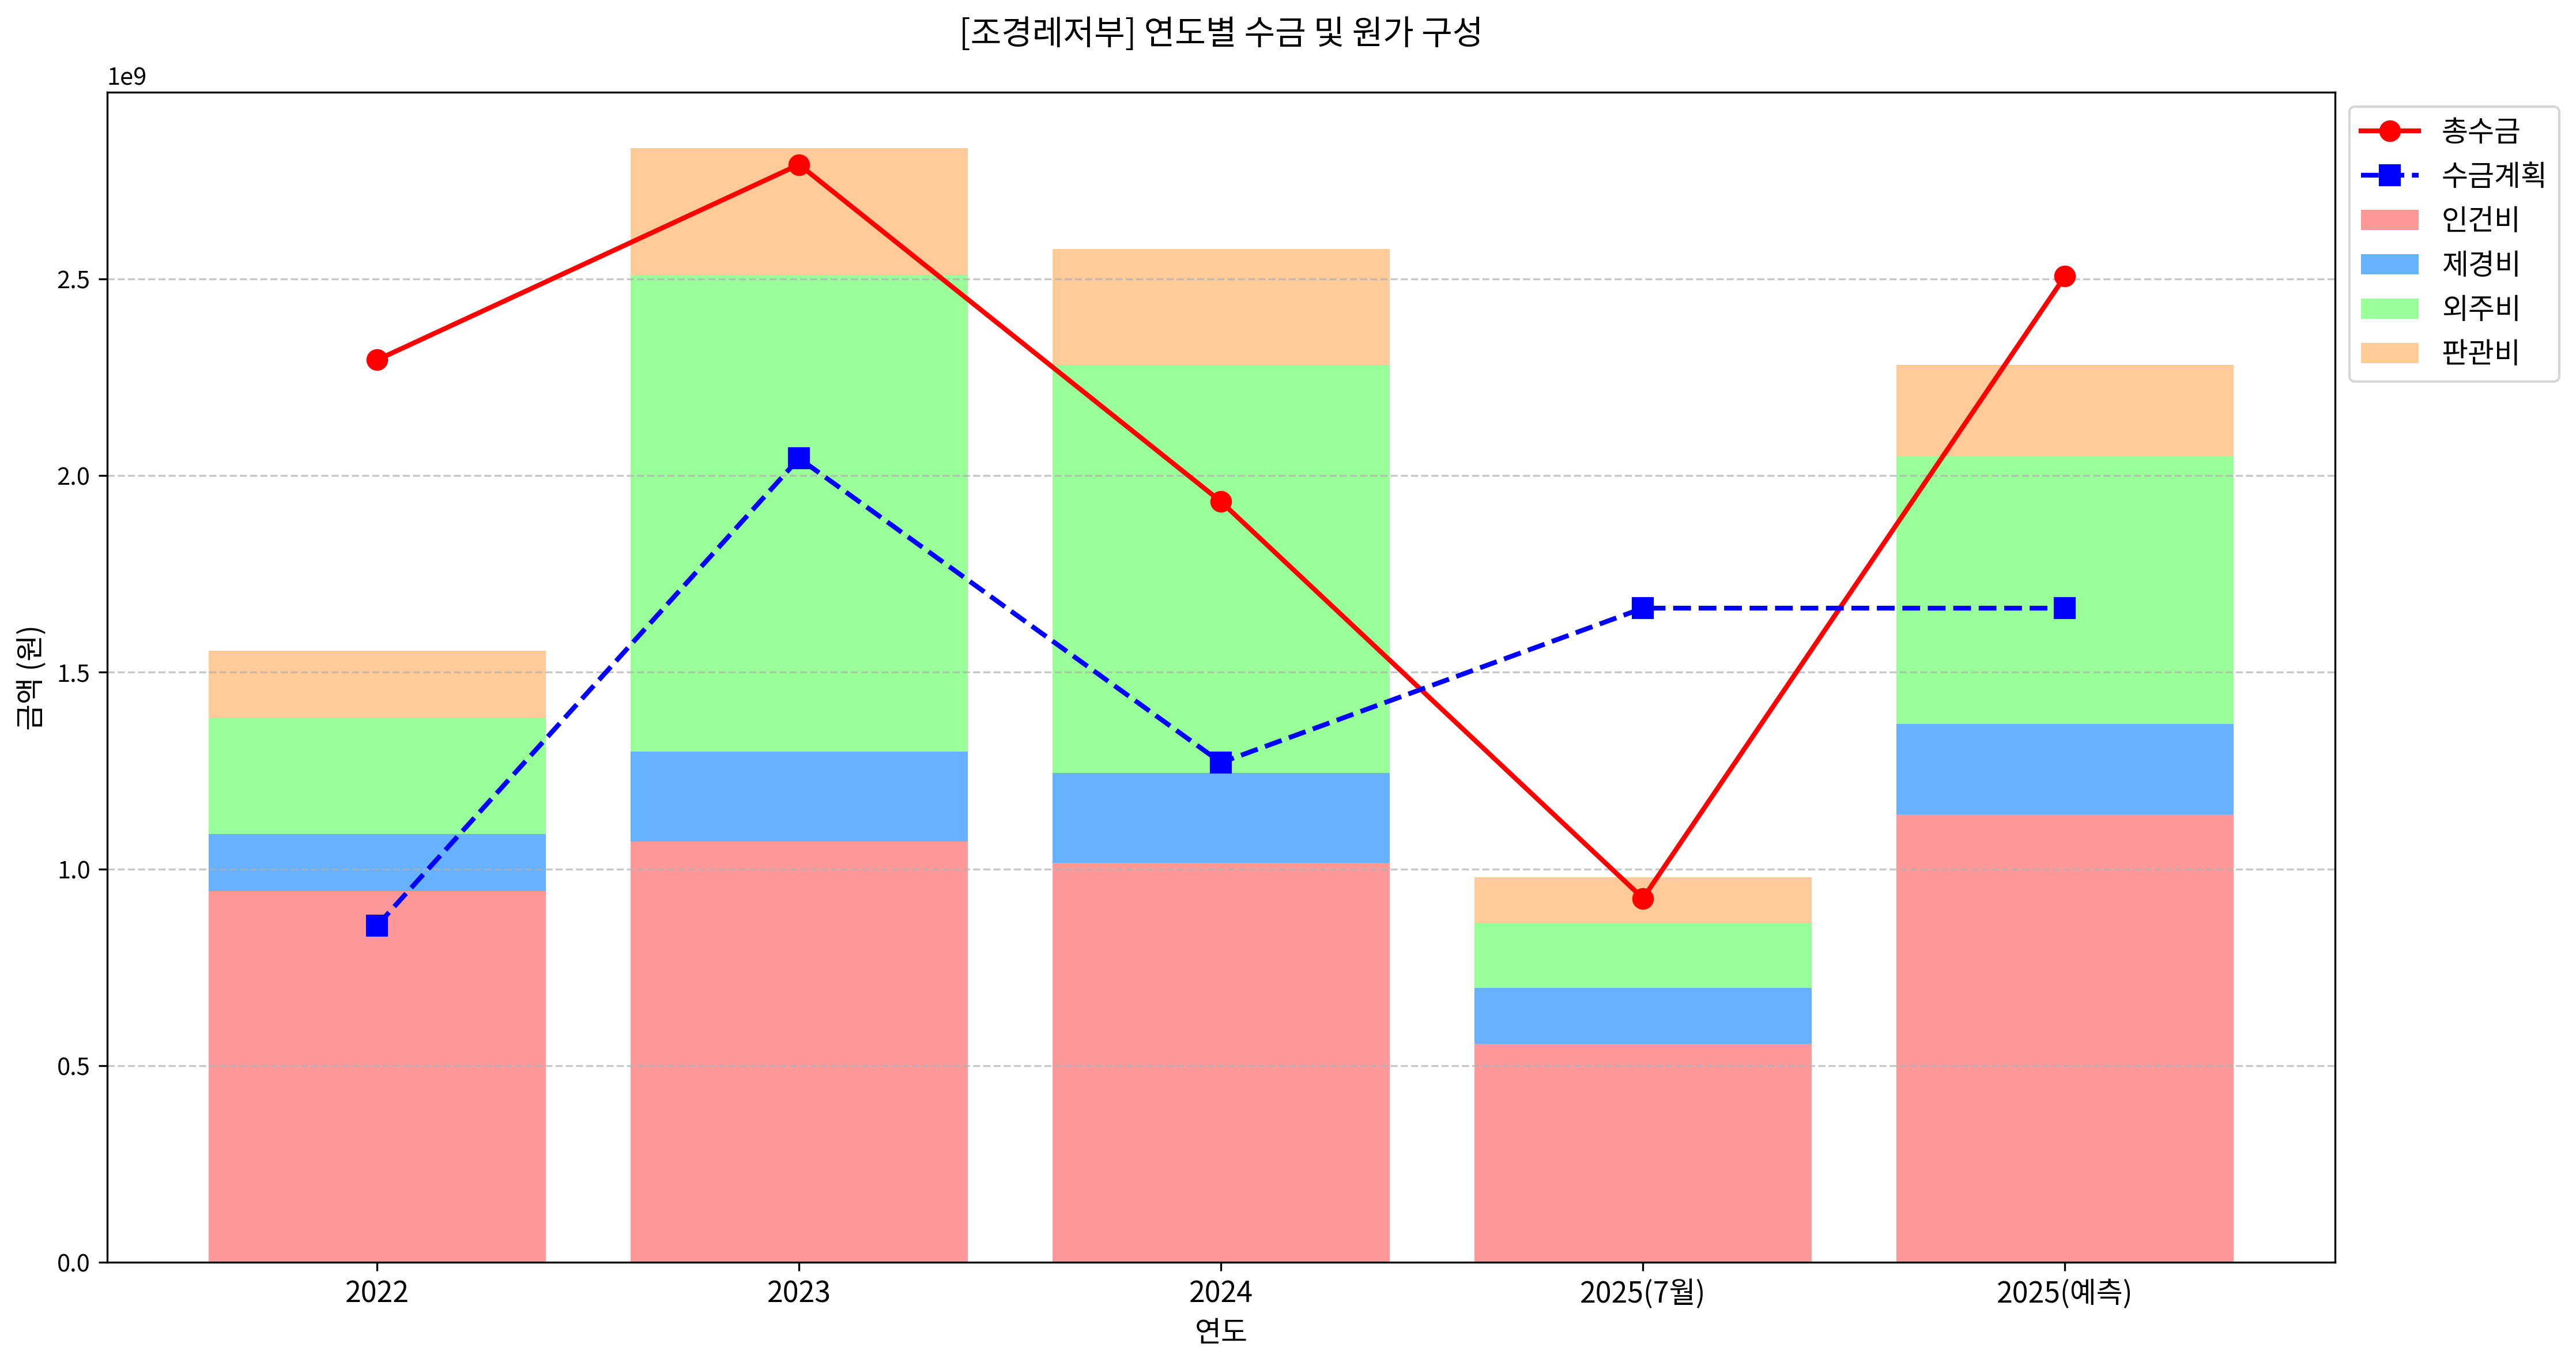 [조경레저부] 연도별 수금 및 원가 구성
1e9
2.5
2.0
1.5
1.0
0.5
0.0
금액 (원)
2022
2023
2024
2025(7월)
2025(예측)
연도
총수금
수금계획
인건비
제경비
외주비
판관비